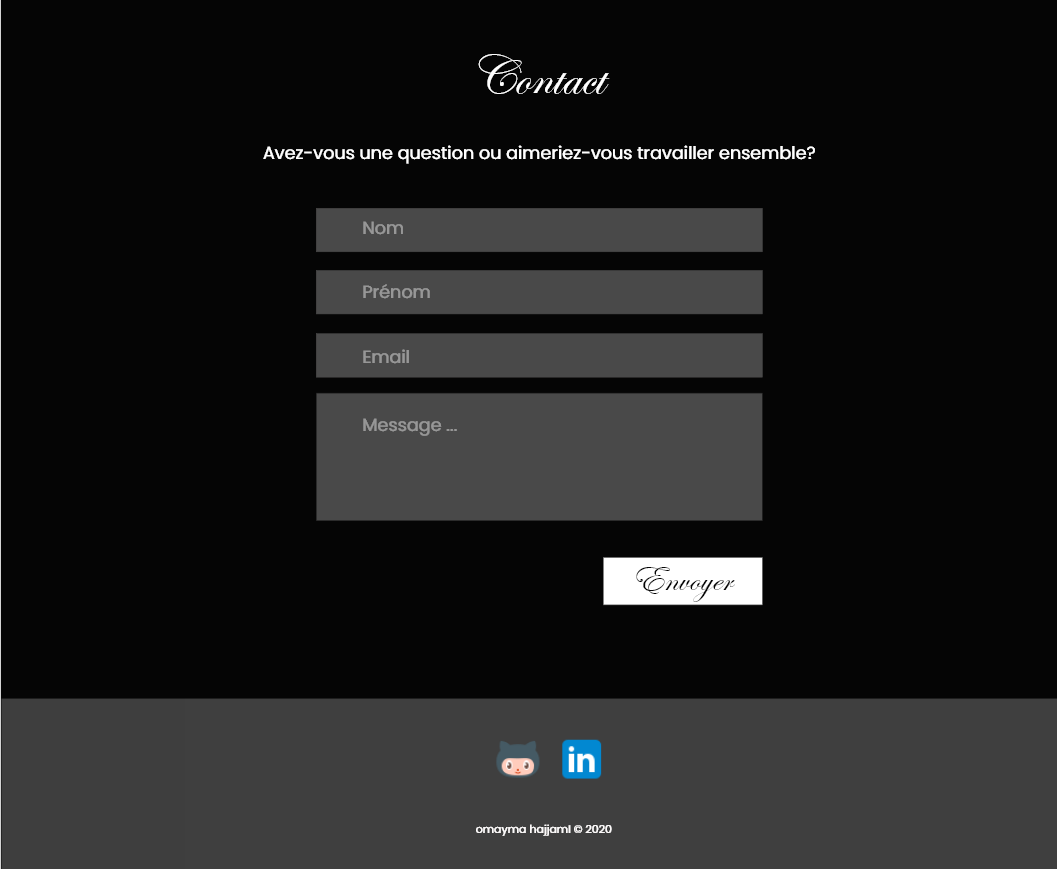 Contact
Avez-vous une question ou aimeriez-vous travailler ensemble?
Nom
Prénom
Email
Message ...
Envoyer
in
omayma hajjamI © 2020